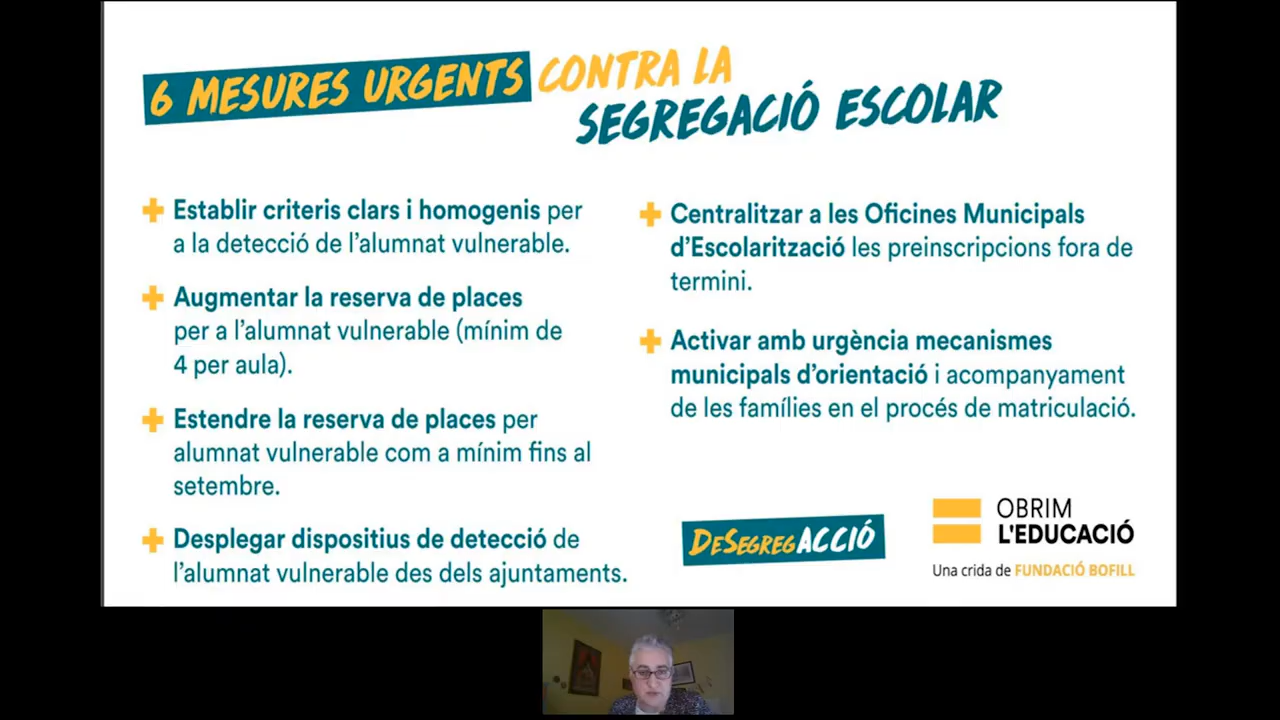 6 MESURES URGENTS CONTRA LA
SEGREGACIÓ ESCOLAR
Establir criteris clars i homogenis per
a la detecció de l'alumnat vulnerable.
Augmentar la reserva de places
per a l'alumnat vulnerable (mínim de
4 per aula).
Estendre la reserva de places per
alumnat vulnerable com a mínim fins al
setembre.
Desplegar dispositius de detecció de
l'alumnat vulnerable des dels ajuntaments.
Centralitzar a les Oficines Municipals
d'Escolarització les preinscripcions fora de
termini.
Activar amb urgència mecanismes
municipals d'orientació i acompanyament
de les famílies en el procés de matriculació.
DESEGREGACCIÓ
OBRIM
L'EDUCACIÓ
Una crida de FUNDACIÓ BOFILL